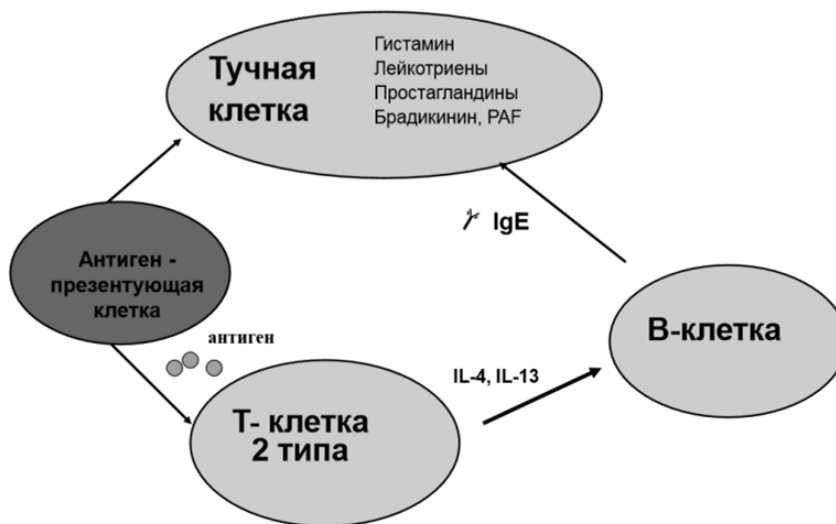 Тучная
клетка
Гистамин
Лейкотриены
Простагландины
Брадикинин, PAF
IgE
Антиген -
презентующая
клетка
антиген
В-клетка
IL-4, IL-13
Т- клетка
2 типа